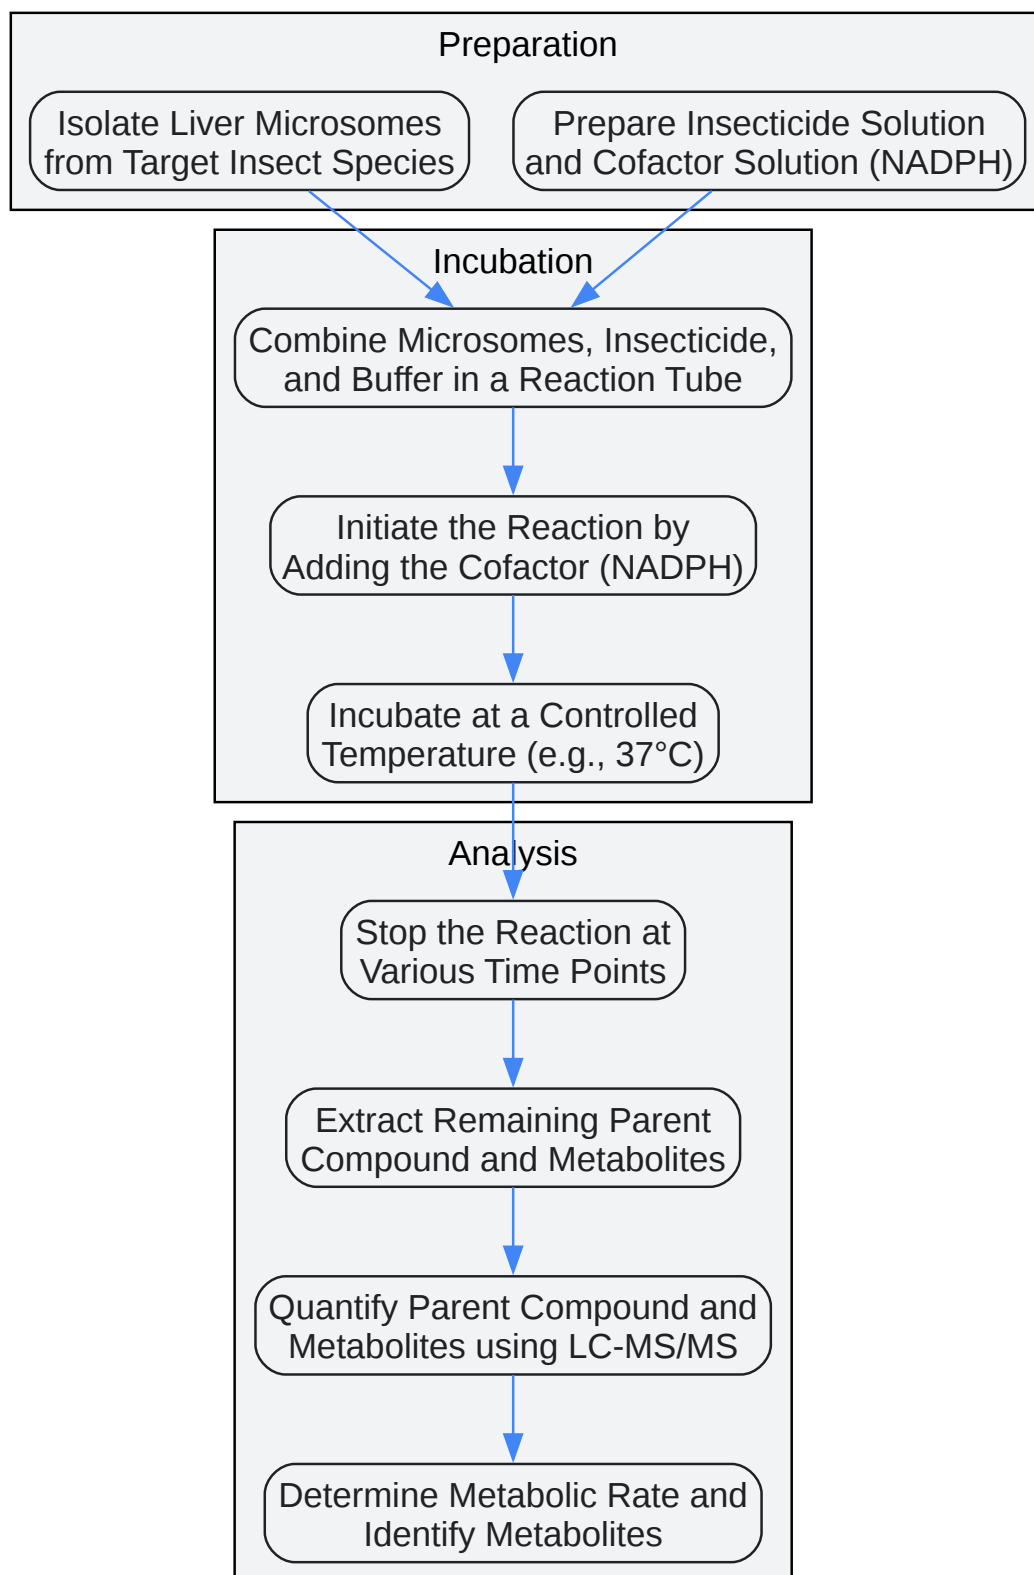 Preparation
Isolate Liver Microsomes
from Target Insect Species
Prepare Insecticide Solution
and Cofactor Solution (NADPH)
Incubation
Combine Microsomes, Insecticide,
and Buffer in a Reaction Tube
Initiate the Reaction by
Adding the Cofactor (NADPH)
Incubate at a Controlled
Temperature (e.g., 37°C)
Analysis
Stop the Reaction at
Various Time Points
Extract Remaining Parent
Compound and Metabolites
Quantify Parent Compound and
Metabolites using LC-MS/MS
Determine Metabolic Rate and
Identify Metabolites